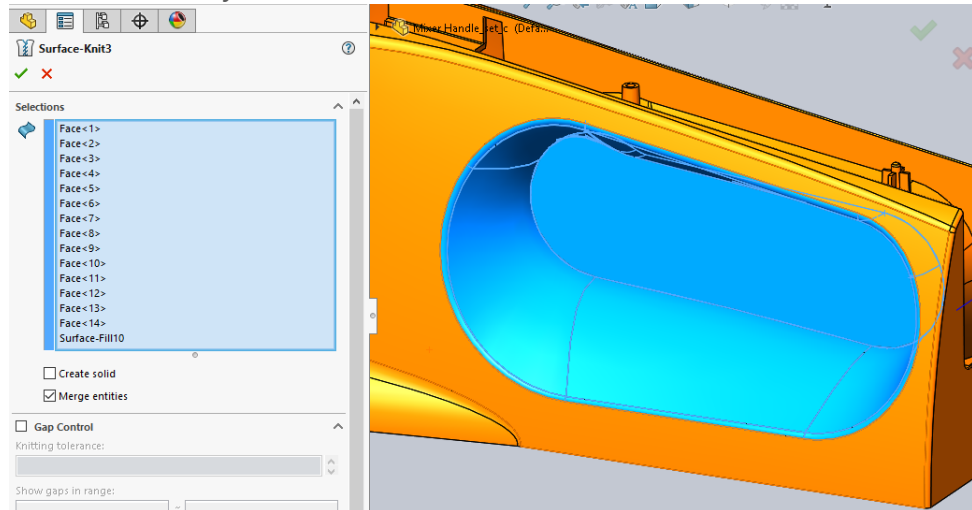 Surface-Knit3
Selections
Face<1>
Face<2>
Face<3>
Face<4>
Face<5>
Face<6>
Face<7>
Face<8>
Face<9>
Face<10>
Face<11>
Face<12>
Face<13>
Face<14>
Surface-Fill10
Create solid
Merge entities
Gap Control
Knitting tolerance:
Show gaps in range:
~
Mixer Handle_set_c (Defa...